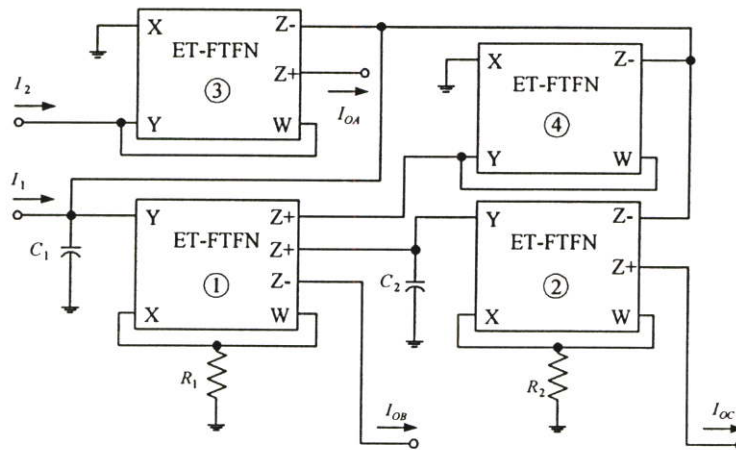 X
Z-
ET-FTFN
Z+
③
I2
Y
W
IOA
X
Z-
ET-FTFN
④
Y
W
I1
Y
Z+
ET-FTFN
Z+
①
Z-
X
W
C1
C2
Y
Z-
ET-FTFN
Z+
②
X
W
R1
R2
IOB
IOC